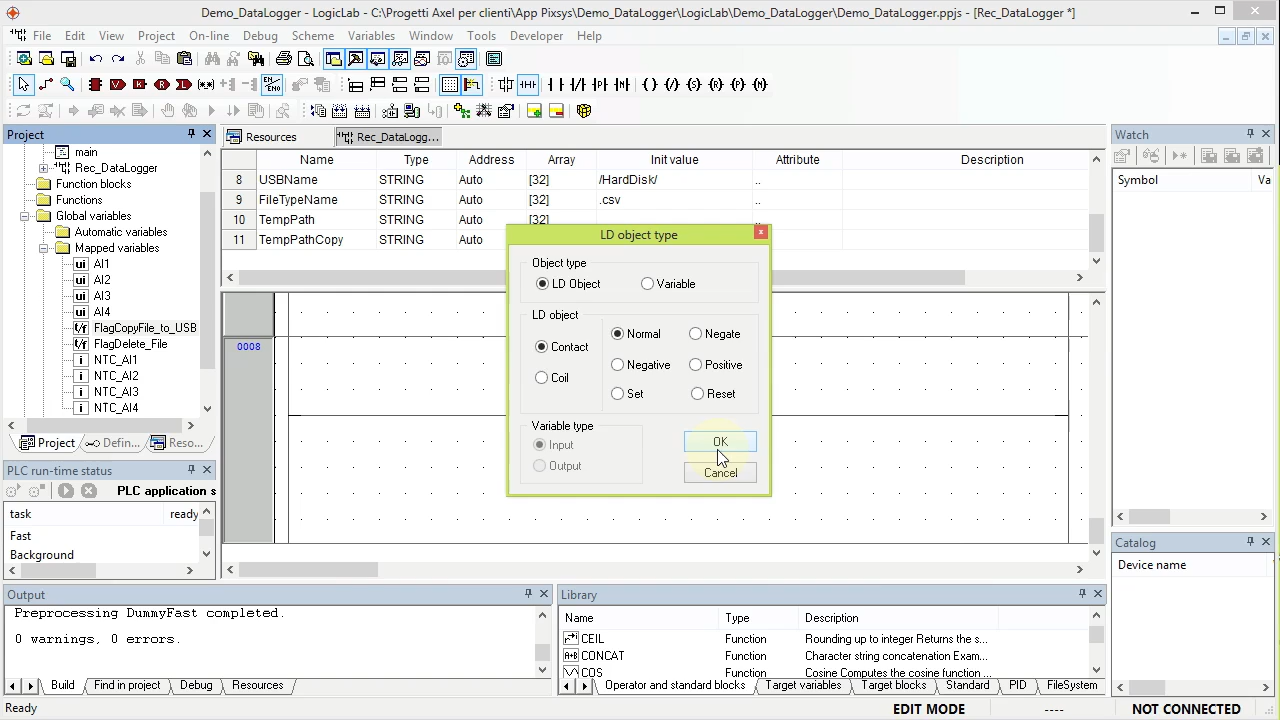 Demo_DataLogger - LogicLab - C:\Progetti Axel per clienti\App Pixsys\Demo_DataLogger\LogicLab\Demo_DataLogger\Demo_DataLogger.ppjs - [Rec_DataLogger *]
File Edit View Project On-line Debug Scheme Variables Window Tools Developer Help
Project
main
Rec_DataLogger
Function blocks
Functions
Global variables
Automatic variables
Mapped variables
AI1
AI2
AI3
AI4
FlagCopyFile_to_USB
FlagDelete_File
NTC_AI1
NTC_AI2
NTC_AI3
NTC_AI4
Project Defin... Reso...
PLC run-time status
PLC application s
task ready
Fast
Background
Resources Rec_DataLogg...
Name Type Address Array Init value Attribute Description
8 USBName STRING Auto [32] /HardDisk/ ..
9 FileTypeName STRING Auto [32] .csv ..
10 TempPath STRING Auto [32] ..
11 TempPathCopy STRING Auto
0008
LD object type
Object type
LD Object Variable
LD object
Contact
Coil
Normal Negate
Negative Positive
Set Reset
Variable type
Input
Output
OK
Cancel
Watch
Symbol Va
Catalog
Device name
Output
Preprocessing DummyFast completed.
0 warnings, 0 errors.
Build Find in project Debug Resources
Library
Name Type Description
CEIL Function Rounding up to integer Returns the s...
CONCAT Function Character string concatenation Exam...
COS Function Cosine Computes the cosine function ...
Operator and standard blocks Target variables Target blocks Standard PID FileSystem
Ready EDIT MODE ---- NOT CONNECTED